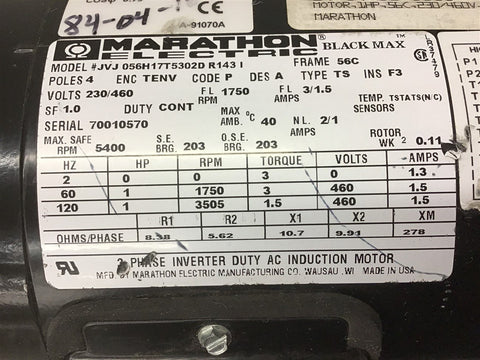 84-04-
A-91070A
MOTOR,1HP,56C,230/460V
MARATHON
LR37479
MARATHON ELECTRIC BLACK MAX
MODEL #JVJ 056H17T5302D R143 I FRAME 56C
POLES 4 ENC TENV CODE P DES A TYPE TS INS F3
VOLTS 230/460 FL RPM 1750 FL AMPS 3/1.5
SF 1.0 DUTY CONT MAX AMB °C 40 NL AMPS 2/1 TEMP. SENSORS TSTATS(N/C)
SERIAL 70010570
MAX. SAFE RPM 5400 S.E. BRG. 203 O.S.E. BRG. 203 ROTOR WK 2 0.11
HZ HP RPM TORQUE VOLTS AMPS
2 0 0 3 0 1.3
60 1 1750 3 460 1.5
120 1 3505 1.5 460 1.5
R1 R2 X1 X2 XM
OHMS/PHASE 8.38 5.62 10.7 9.91 278
3 PHASE INVERTER DUTY AC INDUCTION MOTOR
MFD. BY MARATHON ELECTRIC MANUFACTURING CO. WAUSAU, WI MADE IN USA